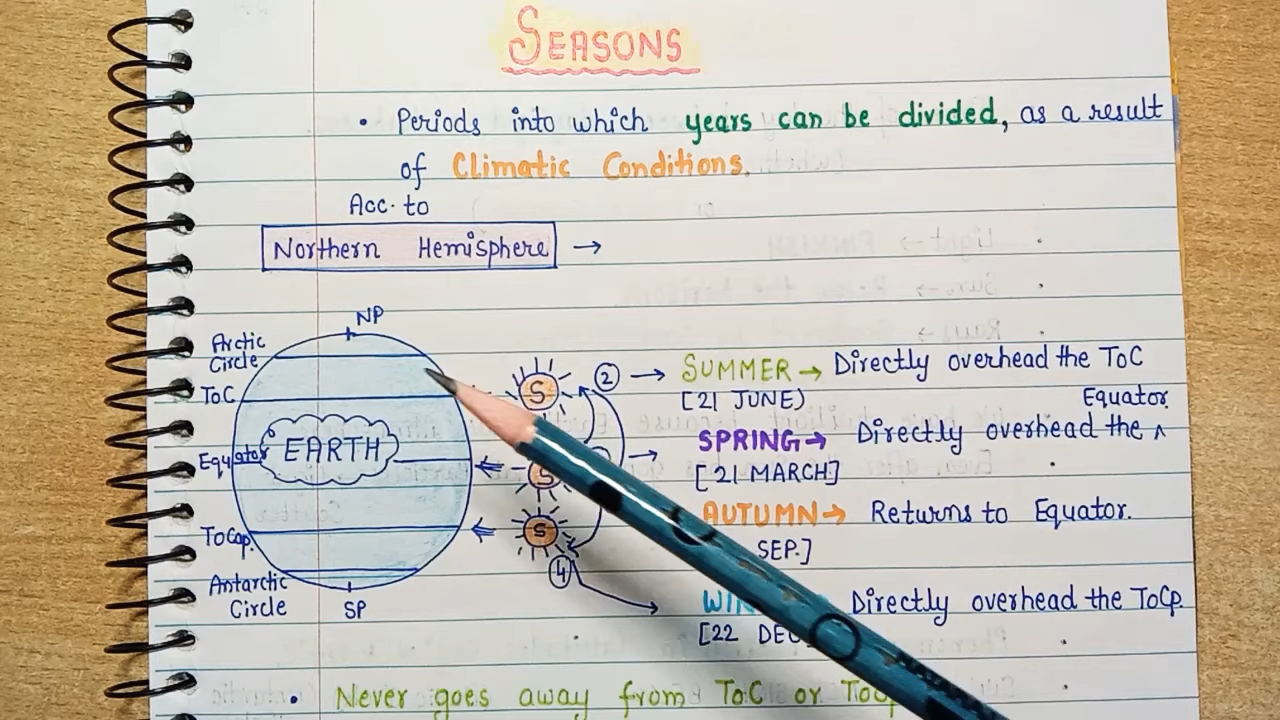 SEASONS
• Periods into which years can be divided, as a result
of Climatic Conditions.
Acc. to
Northern Hemisphere →
NP
Arctic
Circle
ToC
EARTH
Equator
ToCap.
Antarctic
Circle
SP
S
S
S
2
4
→ SUMMER → Directly overhead the ToC
[21 JUNE)
Equator
→ SPRING → Directly overhead the ^
[21 MARCH]
AUTUMN → Returns to Equator.
SEP.]
Directly overhead the ToCp.
[22 DEC
• Never goes away from ToC or